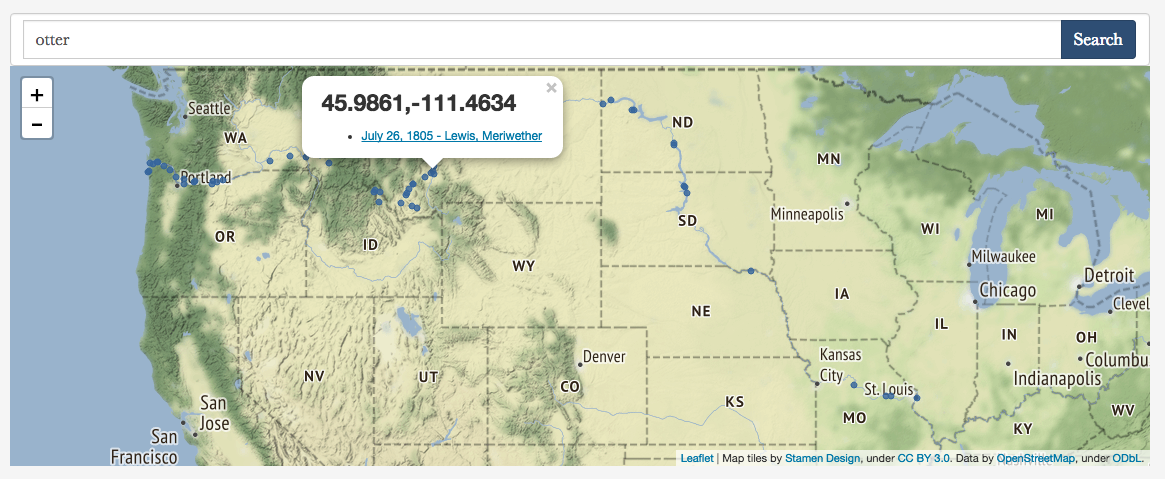 otter
Search
+
-
45.9861,-111.4634
July 26, 1805 - Lewis, Meriwether
Seattle
WA
Portland
OR
ID
WY
ND
SD
MN
Minneapolis
WI
MI
Milwaukee
Detroit
Chicago
Clevel
NE
IA
IL
IN
OH
Columbu
Indianapolis
NV
UT
Denver
CO
KS
Kansas
City
St. Louis
MO
KY
WV
San
Jose
San
Francisco
Leaflet | Map tiles by Stamen Design, under CC BY 3.0. Data by OpenStreetMap, under ODbL.